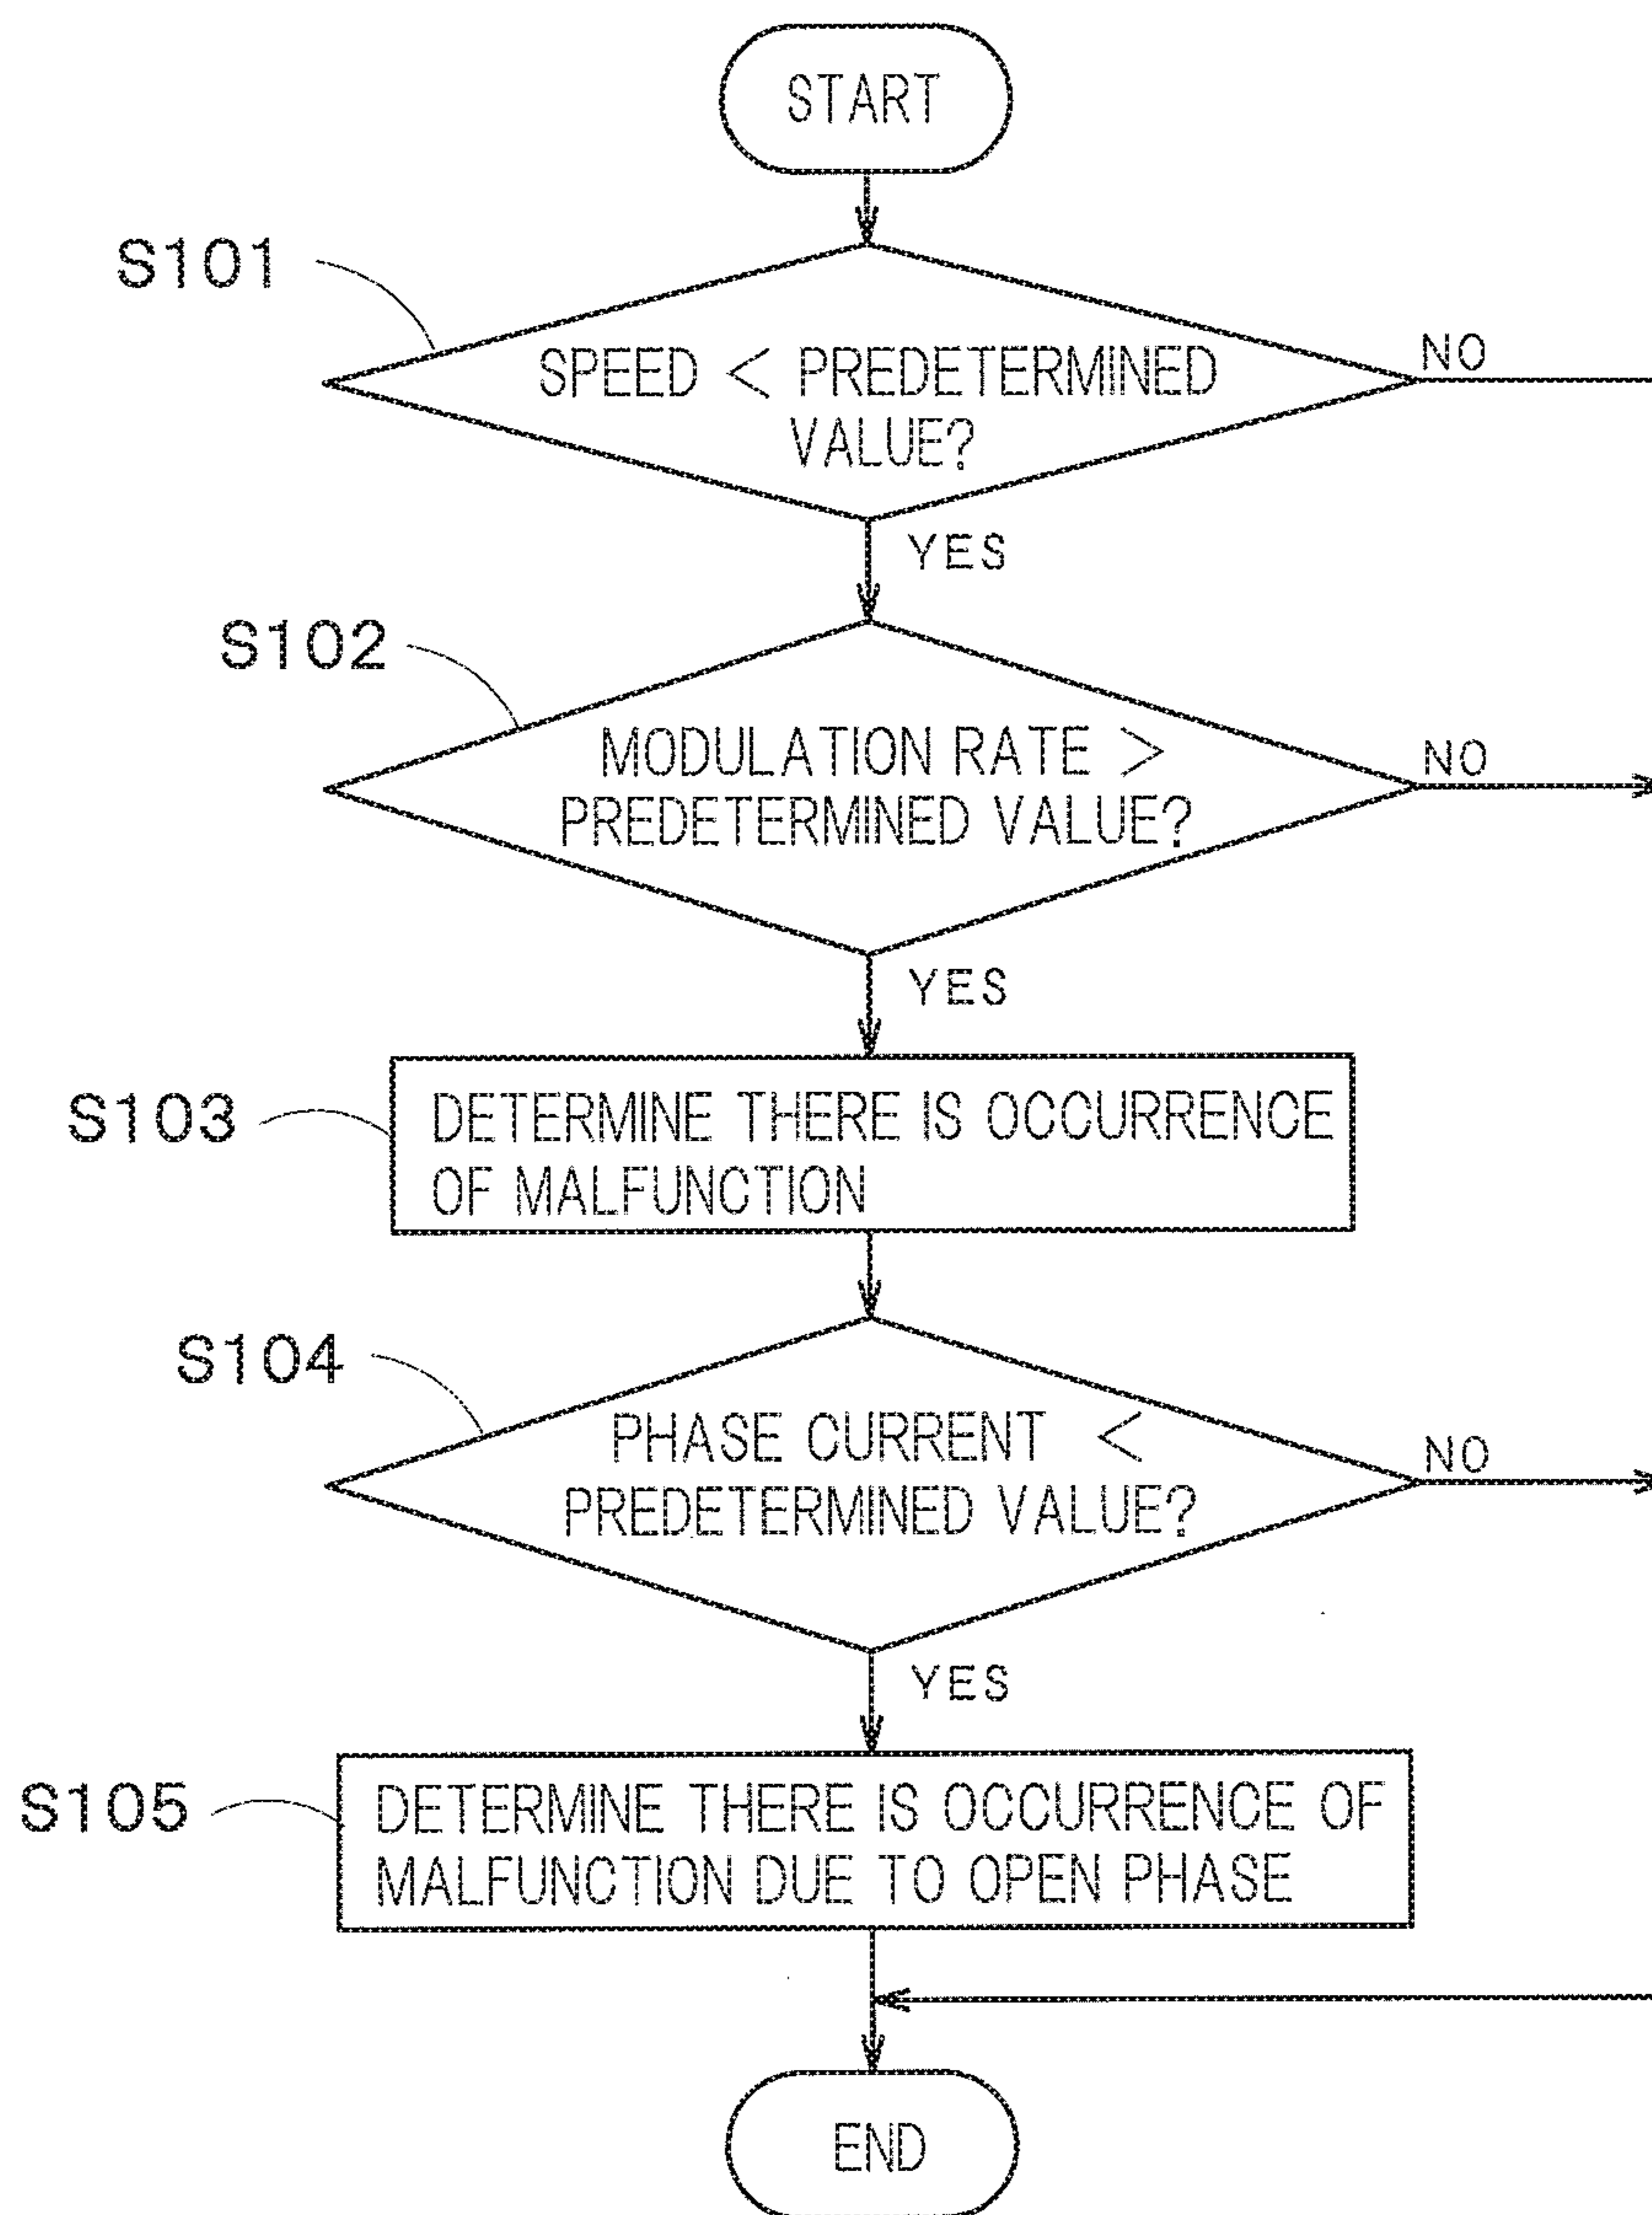 START
S101
SPEED < PREDETERMINED
VALUE?
NO
YES
S102
MODULATION RATE >
PREDETERMINED VALUE?
NO
YES
S103
DETERMINE THERE IS OCCURRENCE
OF MALFUNCTION
S104
PHASE CURRENT <
PREDETERMINED VALUE?
NO
YES
S105
DETERMINE THERE IS OCCURRENCE OF
MALFUNCTION DUE TO OPEN PHASE
END